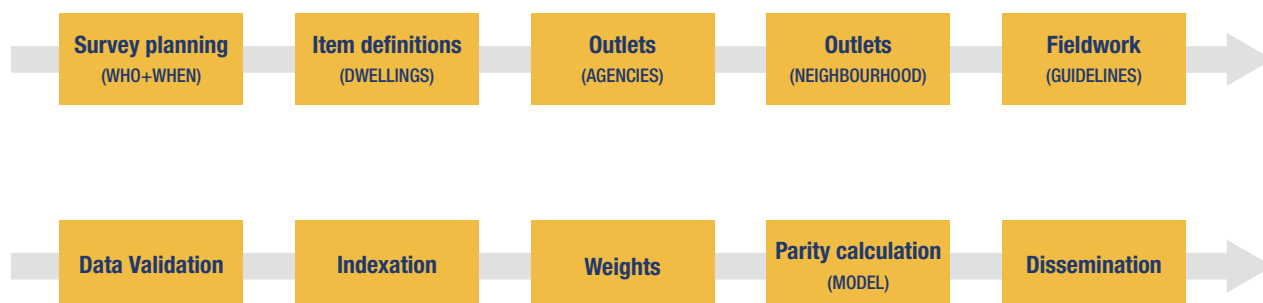 Survey planning
(WHO+WHEN)
Item definitions
(DWELLINGS)
Outlets
(AGENCIES)
Outlets
(NEIGHBOURHOOD)
Fieldwork
(GUIDELINES)
Data Validation
Indexation
Weights
Parity calculation
(MODEL)
Dissemination